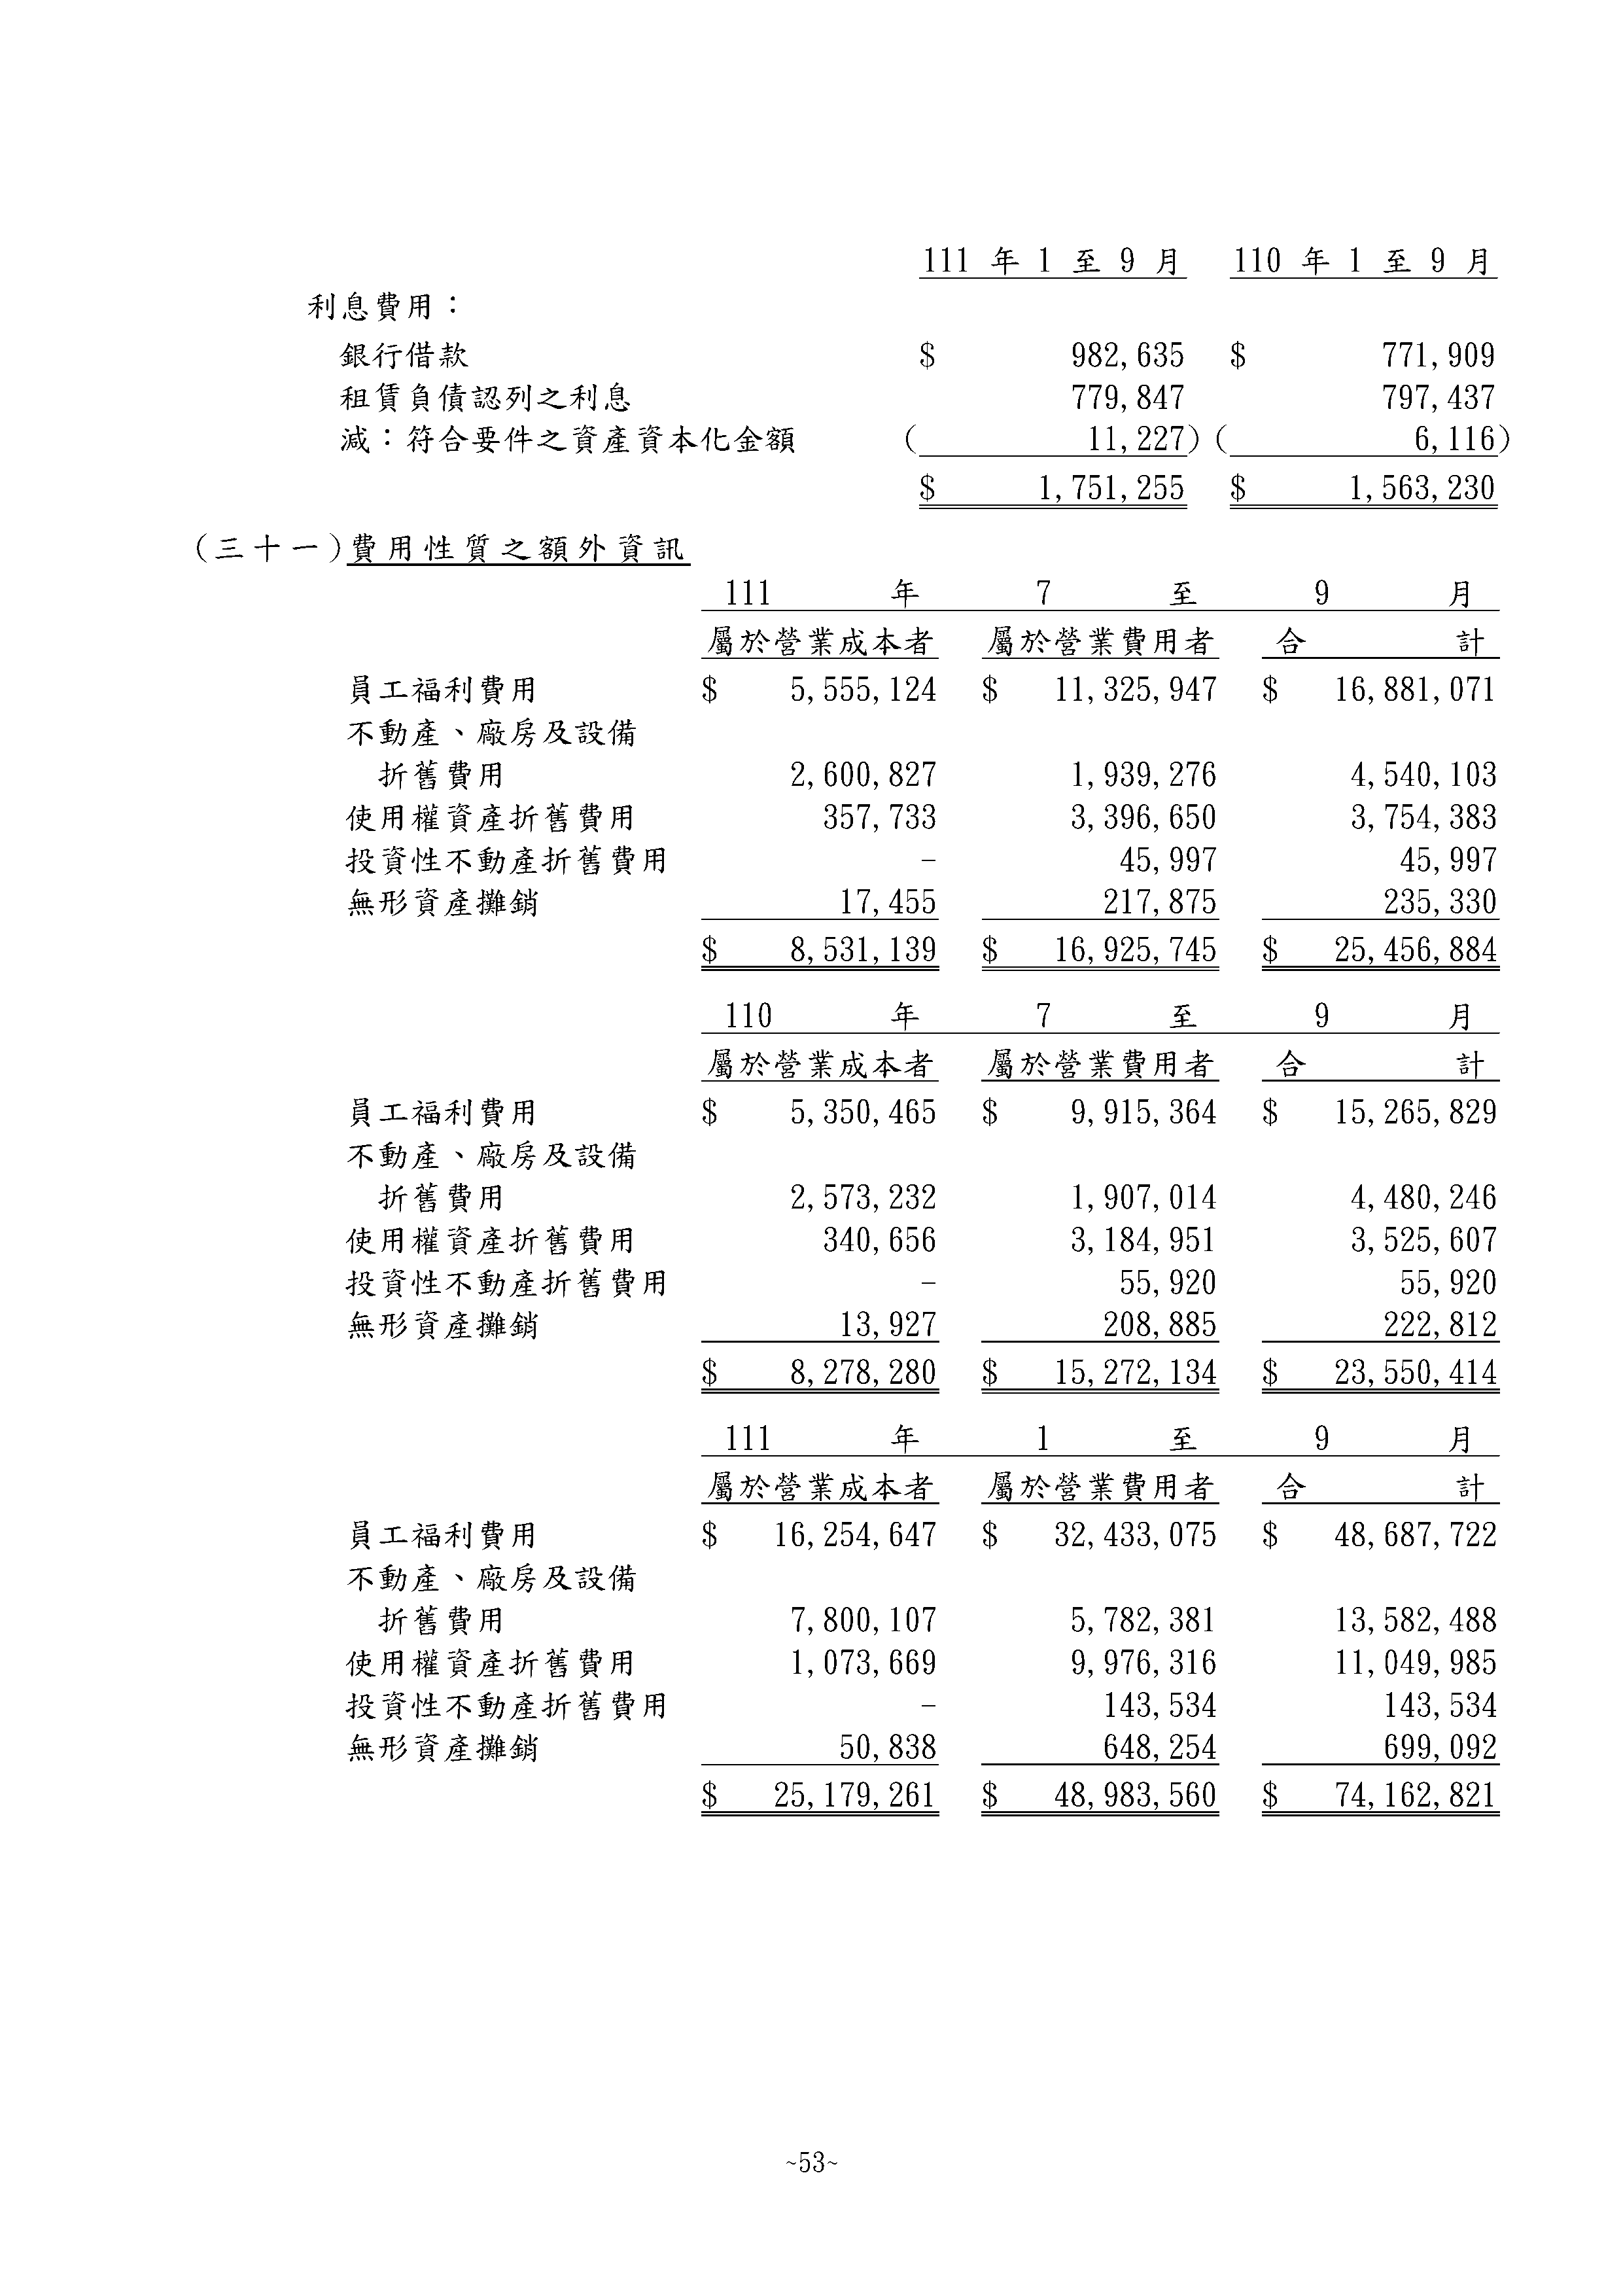 111 年 1 至 9 月 110 年 1 至 9 月
利息費用：
銀行借款 $ 982,635 $ 771,909
租賃負債認列之利息 779,847 797,437
減：符合要件之資產資本化金額 ( 11,227) ( 6,116)
$ 1,751,255 $ 1,563,230
(三十一)費用性質之額外資訊
111 年 7 至 9 月
屬於營業成本者 屬於營業費用者 合計
員工福利費用 $ 5,555,124 $ 11,325,947 $ 16,881,071
不動產、廠房及設備
折舊費用 2,600,827 1,939,276 4,540,103
使用權資產折舊費用 357,733 3,396,650 3,754,383
投資性不動產折舊費用 - 45,997 45,997
無形資產攤銷 17,455 217,875 235,330
$ 8,531,139 $ 16,925,745 $ 25,456,884
110 年 7 至 9 月
屬於營業成本者 屬於營業費用者 合計
員工福利費用 $ 5,350,465 $ 9,915,364 $ 15,265,829
不動產、廠房及設備
折舊費用 2,573,232 1,907,014 4,480,246
使用權資產折舊費用 340,656 3,184,951 3,525,607
投資性不動產折舊費用 - 55,920 55,920
無形資產攤銷 13,927 208,885 222,812
$ 8,278,280 $ 15,272,134 $ 23,550,414
111 年 1 至 9 月
屬於營業成本者 屬於營業費用者 合計
員工福利費用 $ 16,254,647 $ 32,433,075 $ 48,687,722
不動產、廠房及設備
折舊費用 7,800,107 5,782,381 13,582,488
使用權資產折舊費用 1,073,669 9,976,316 11,049,985
投資性不動產折舊費用 - 143,534 143,534
無形資產攤銷 50,838 648,254 699,092
$ 25,179,261 $ 48,983,560 $ 74,162,821
~53~